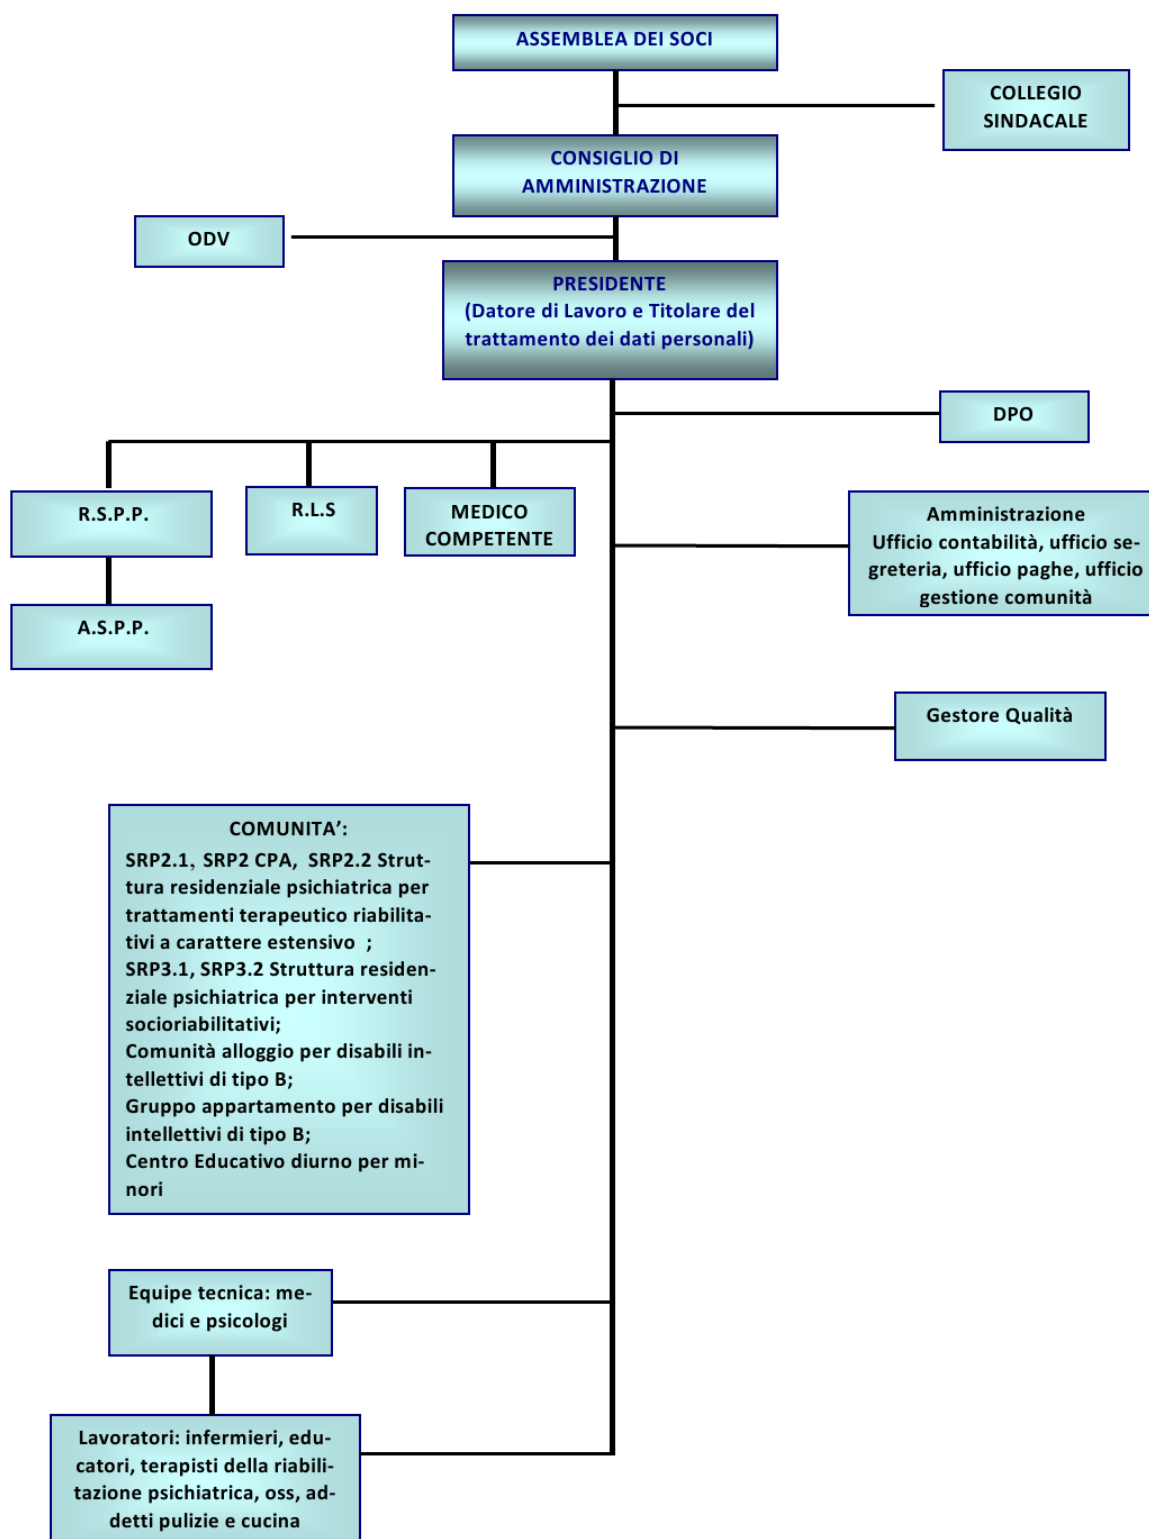 ASSEMBLEA DEI SOCI
COLLEGIO
SINDACALE
CONSIGLIO DI
AMMINISTRAZIONE
ODV
PRESIDENTE
(Datore di Lavoro e Titolare del
trattamento dei dati personali)
DPO
R.S.P.P.
R.L.S
MEDICO
COMPETENTE
Amministrazione
Ufficio contabilità, ufficio se-
greteria, ufficio paghe, ufficio
gestione comunità
A.S.P.P.
Gestore Qualità
COMUNITA’:
SRP2.1, SRP2 CPA, SRP2.2 Strut-
tura residenziale psichiatrica per
trattamenti terapeutico riabilita-
tivi a carattere estensivo ;
SRP3.1, SRP3.2 Struttura residen-
ziale psichiatrica per interventi
socioriabilitativi;
Comunità alloggio per disabili in-
tellettivi di tipo B;
Gruppo appartamento per disabili
intellettivi di tipo B;
Centro Educativo diurno per mi-
nori
Equipe tecnica: me-
dici e psicologi
Lavoratori: infermieri, edu-
catori, terapisti della riabili-
tazione psichiatrica, oss, ad-
detti pulizie e cucina